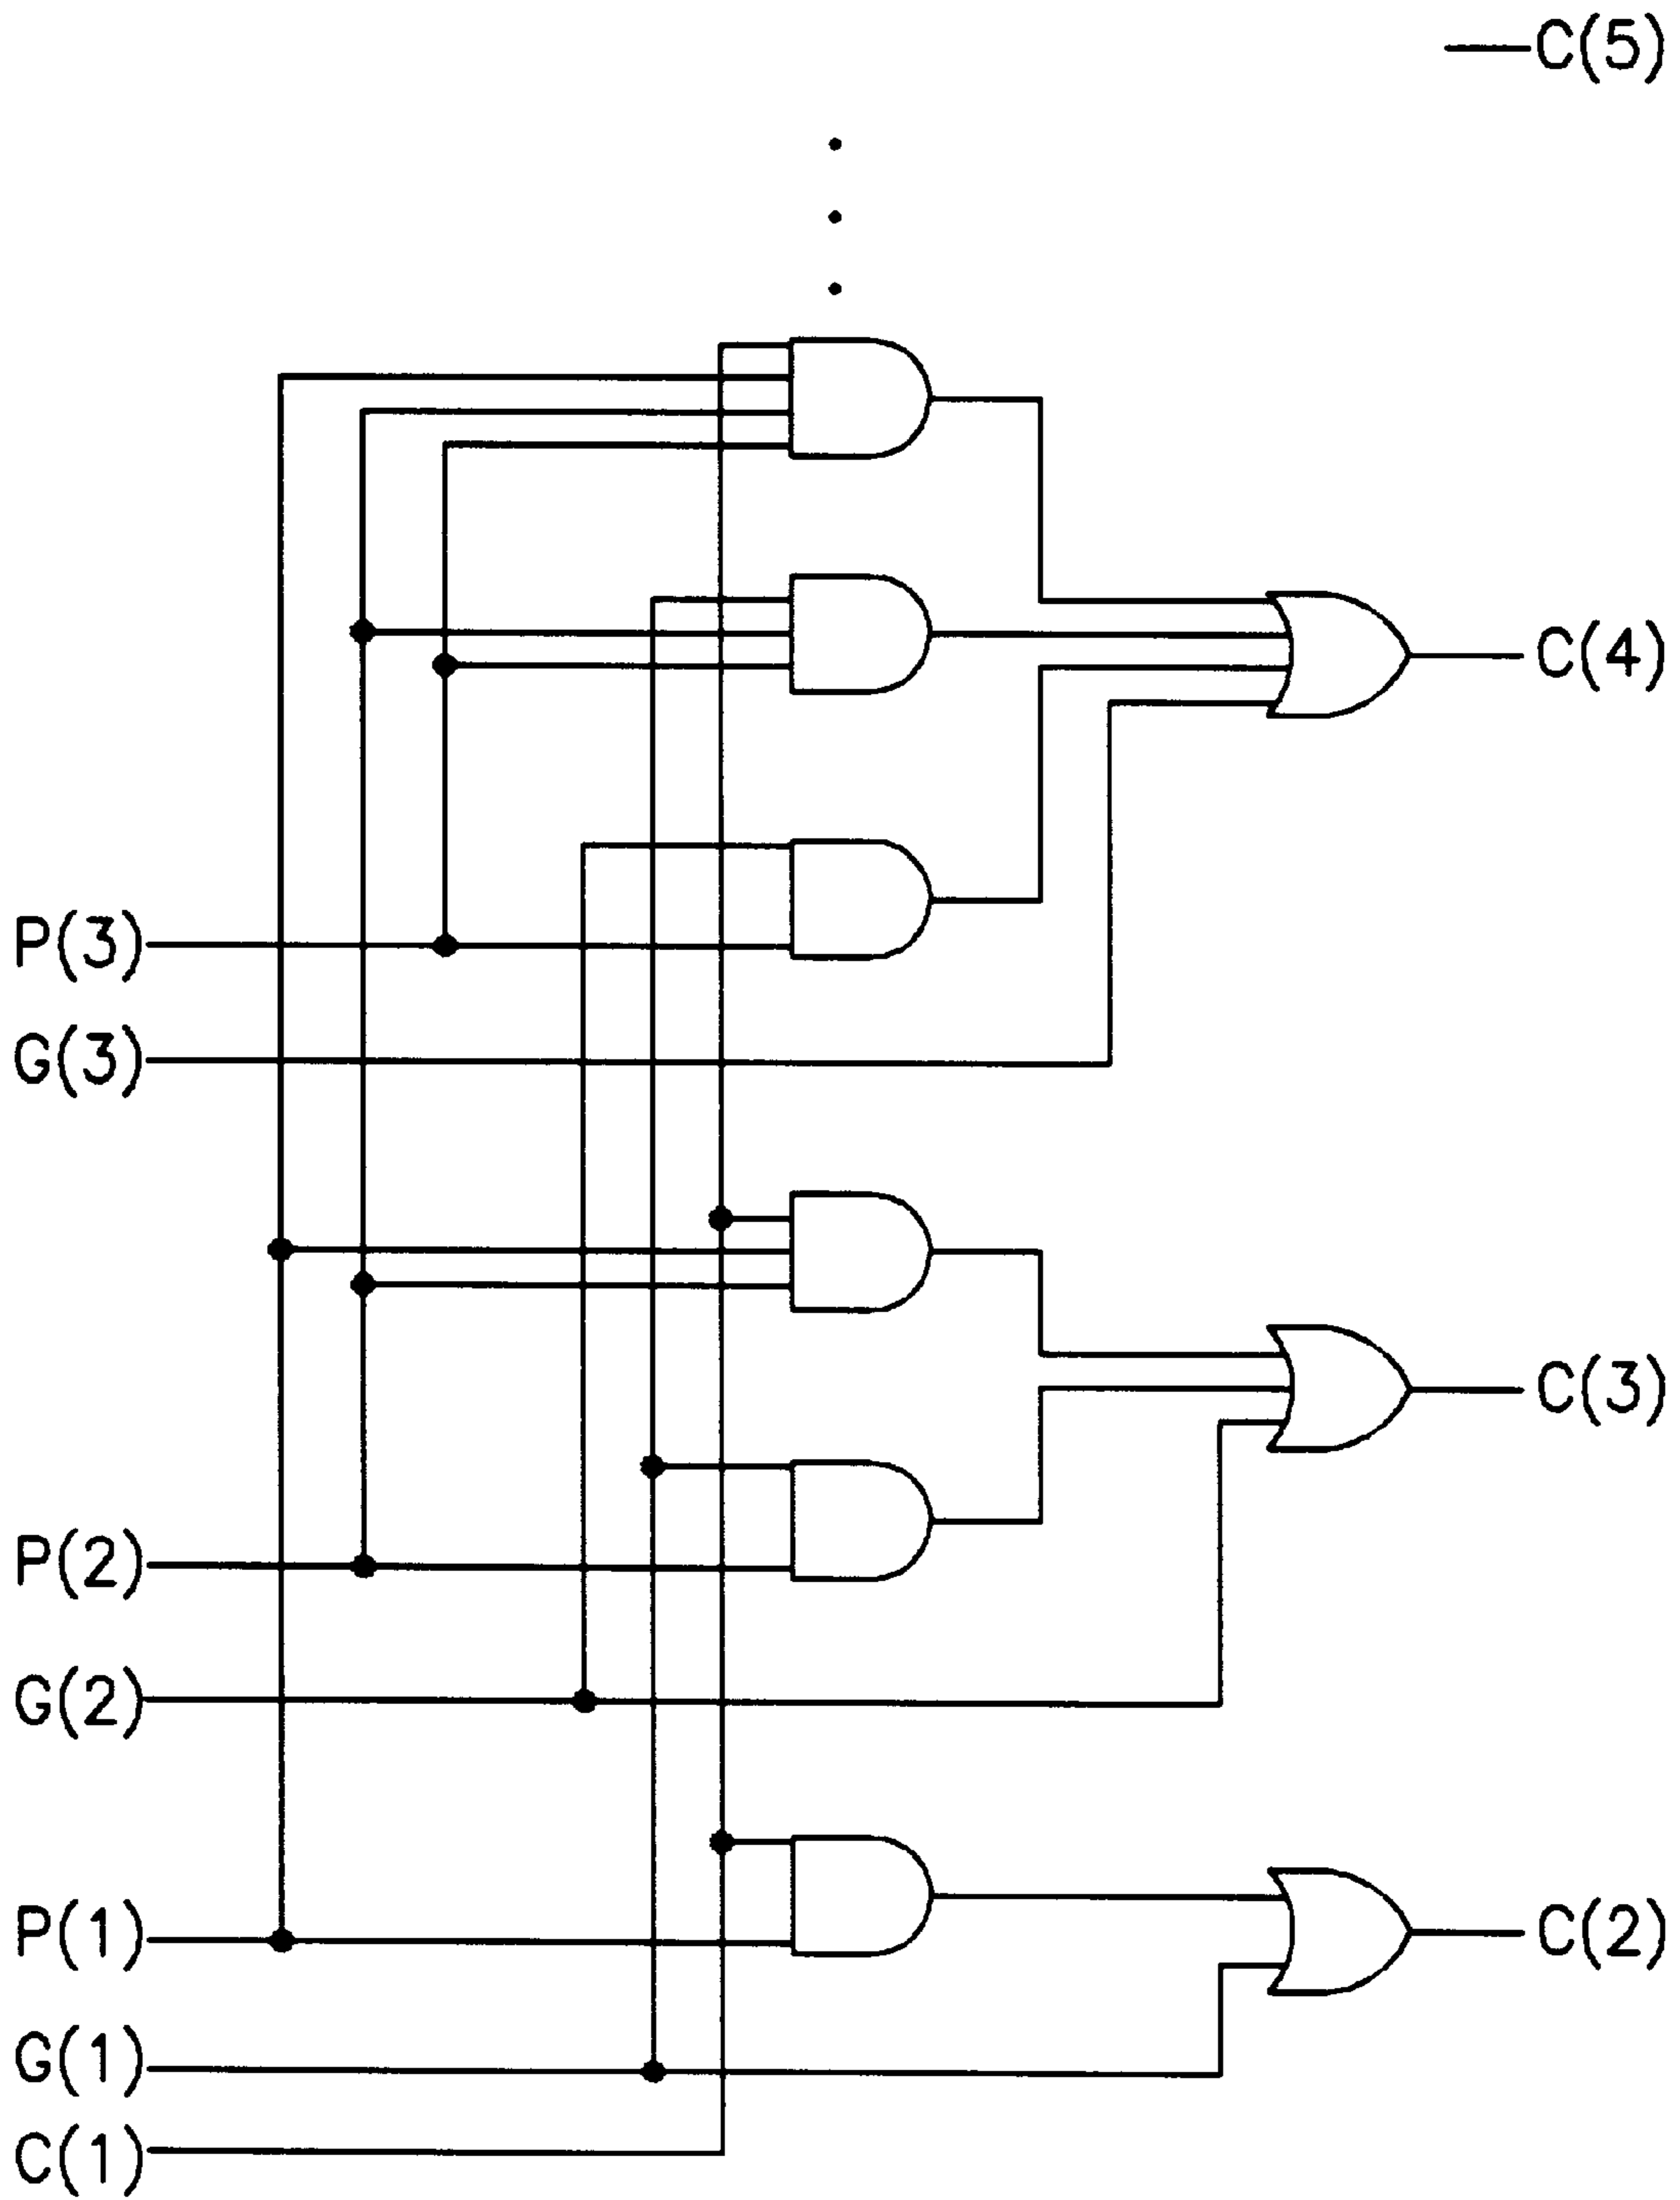 C(5)
C(4)
P(3)
G(3)
C(3)
P(2)
G(2)
P(1)
C(2)
G(1)
C(1)